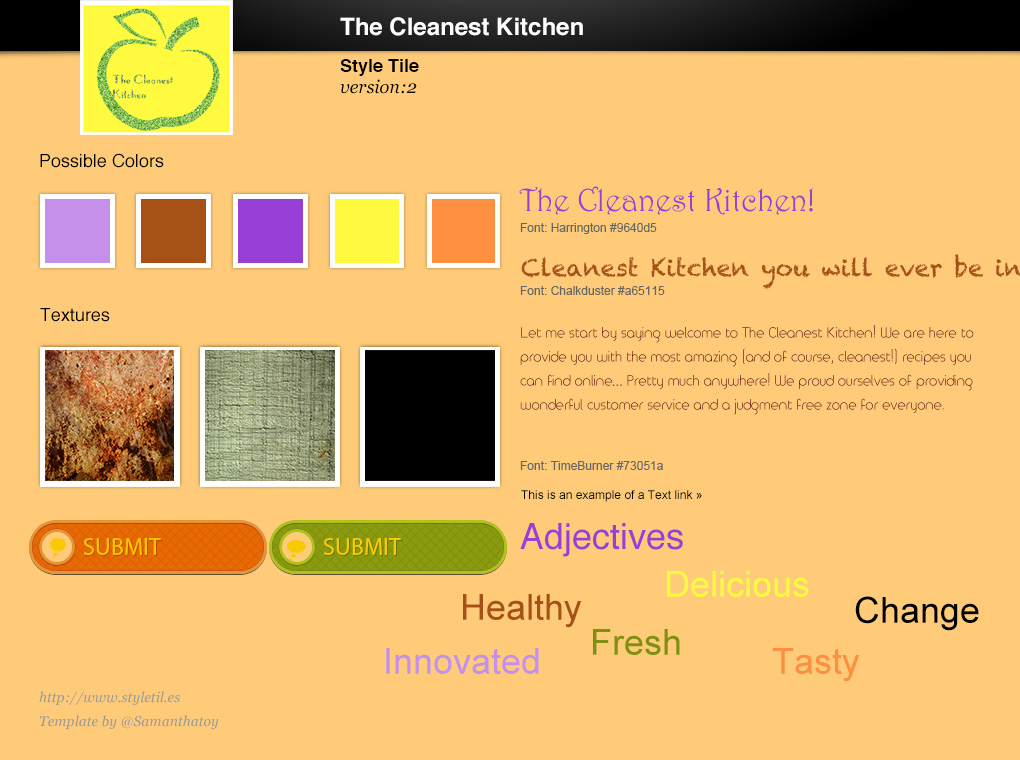 The Cleanest Kitchen
The Cleanest
Kitchen
Style Tile
version:2
Possible Colors
The Cleanest Kitchen!
Font: Harrington #9640d5
Cleanest Kitchen you will ever be in
Font: Chalkduster #a65115
Textures
Let me start by saying welcome to The Cleanest Kitchen! We are here to
provide you with the most amazing (and of course, cleanest!) recipes you
can find online... Pretty much anywhere! We proud ourselves of providing
wonderful customer service and a judgment free zone for everyone.
Font: TimeBurner #73051a
This is an example of a Text link »
SUBMIT
SUBMIT
Adjectives
Delicious
Healthy
Change
Fresh
Innovated
Tasty
http://www.styletil.es
Template by @Samanthatoy